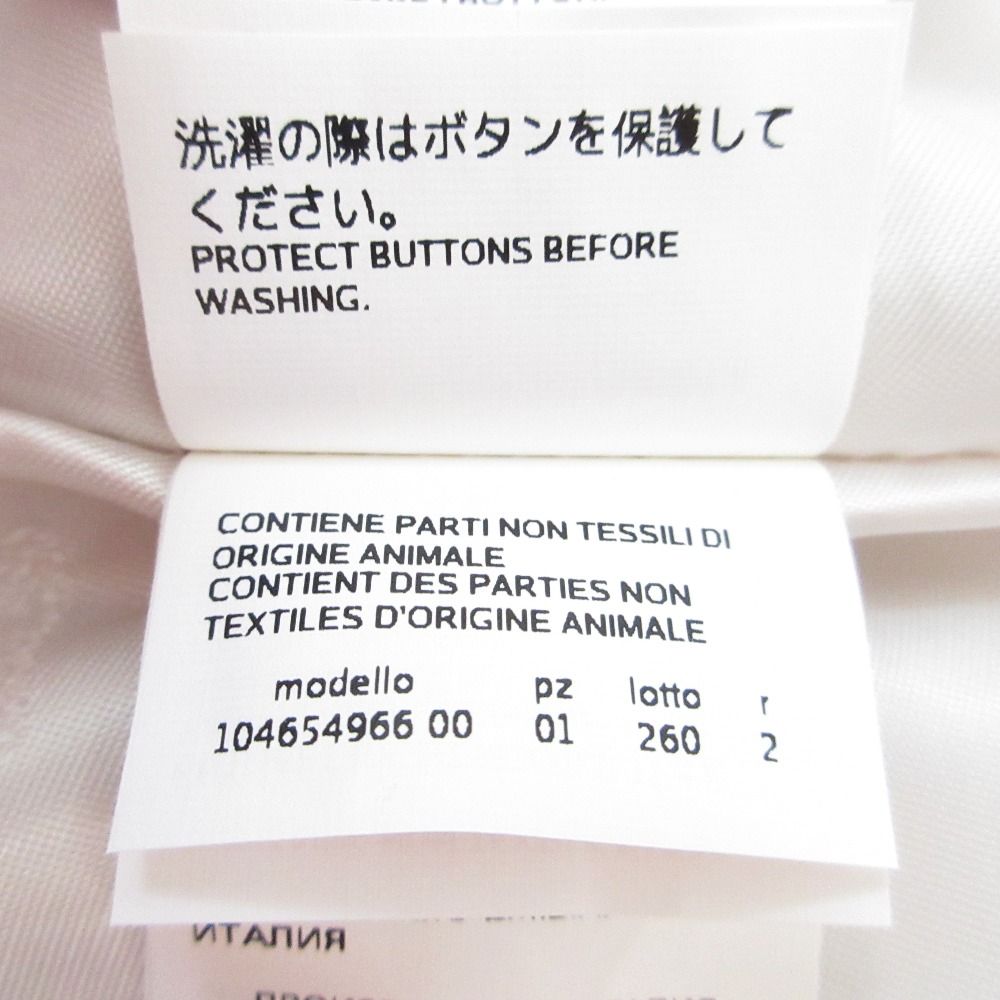 洗濯の際はボタンを保護して
ください。
PROTECT BUTTONS BEFORE
WASHING.
CONTIENE PARTI NON TESSILI DI
ORIGINE ANIMALE
CONTIENT DES PARTIES NON
TEXTILES D'ORIGINE ANIMALE
modello pz lotto r
104654966 00 01 260 2
ИТАЛИЯ